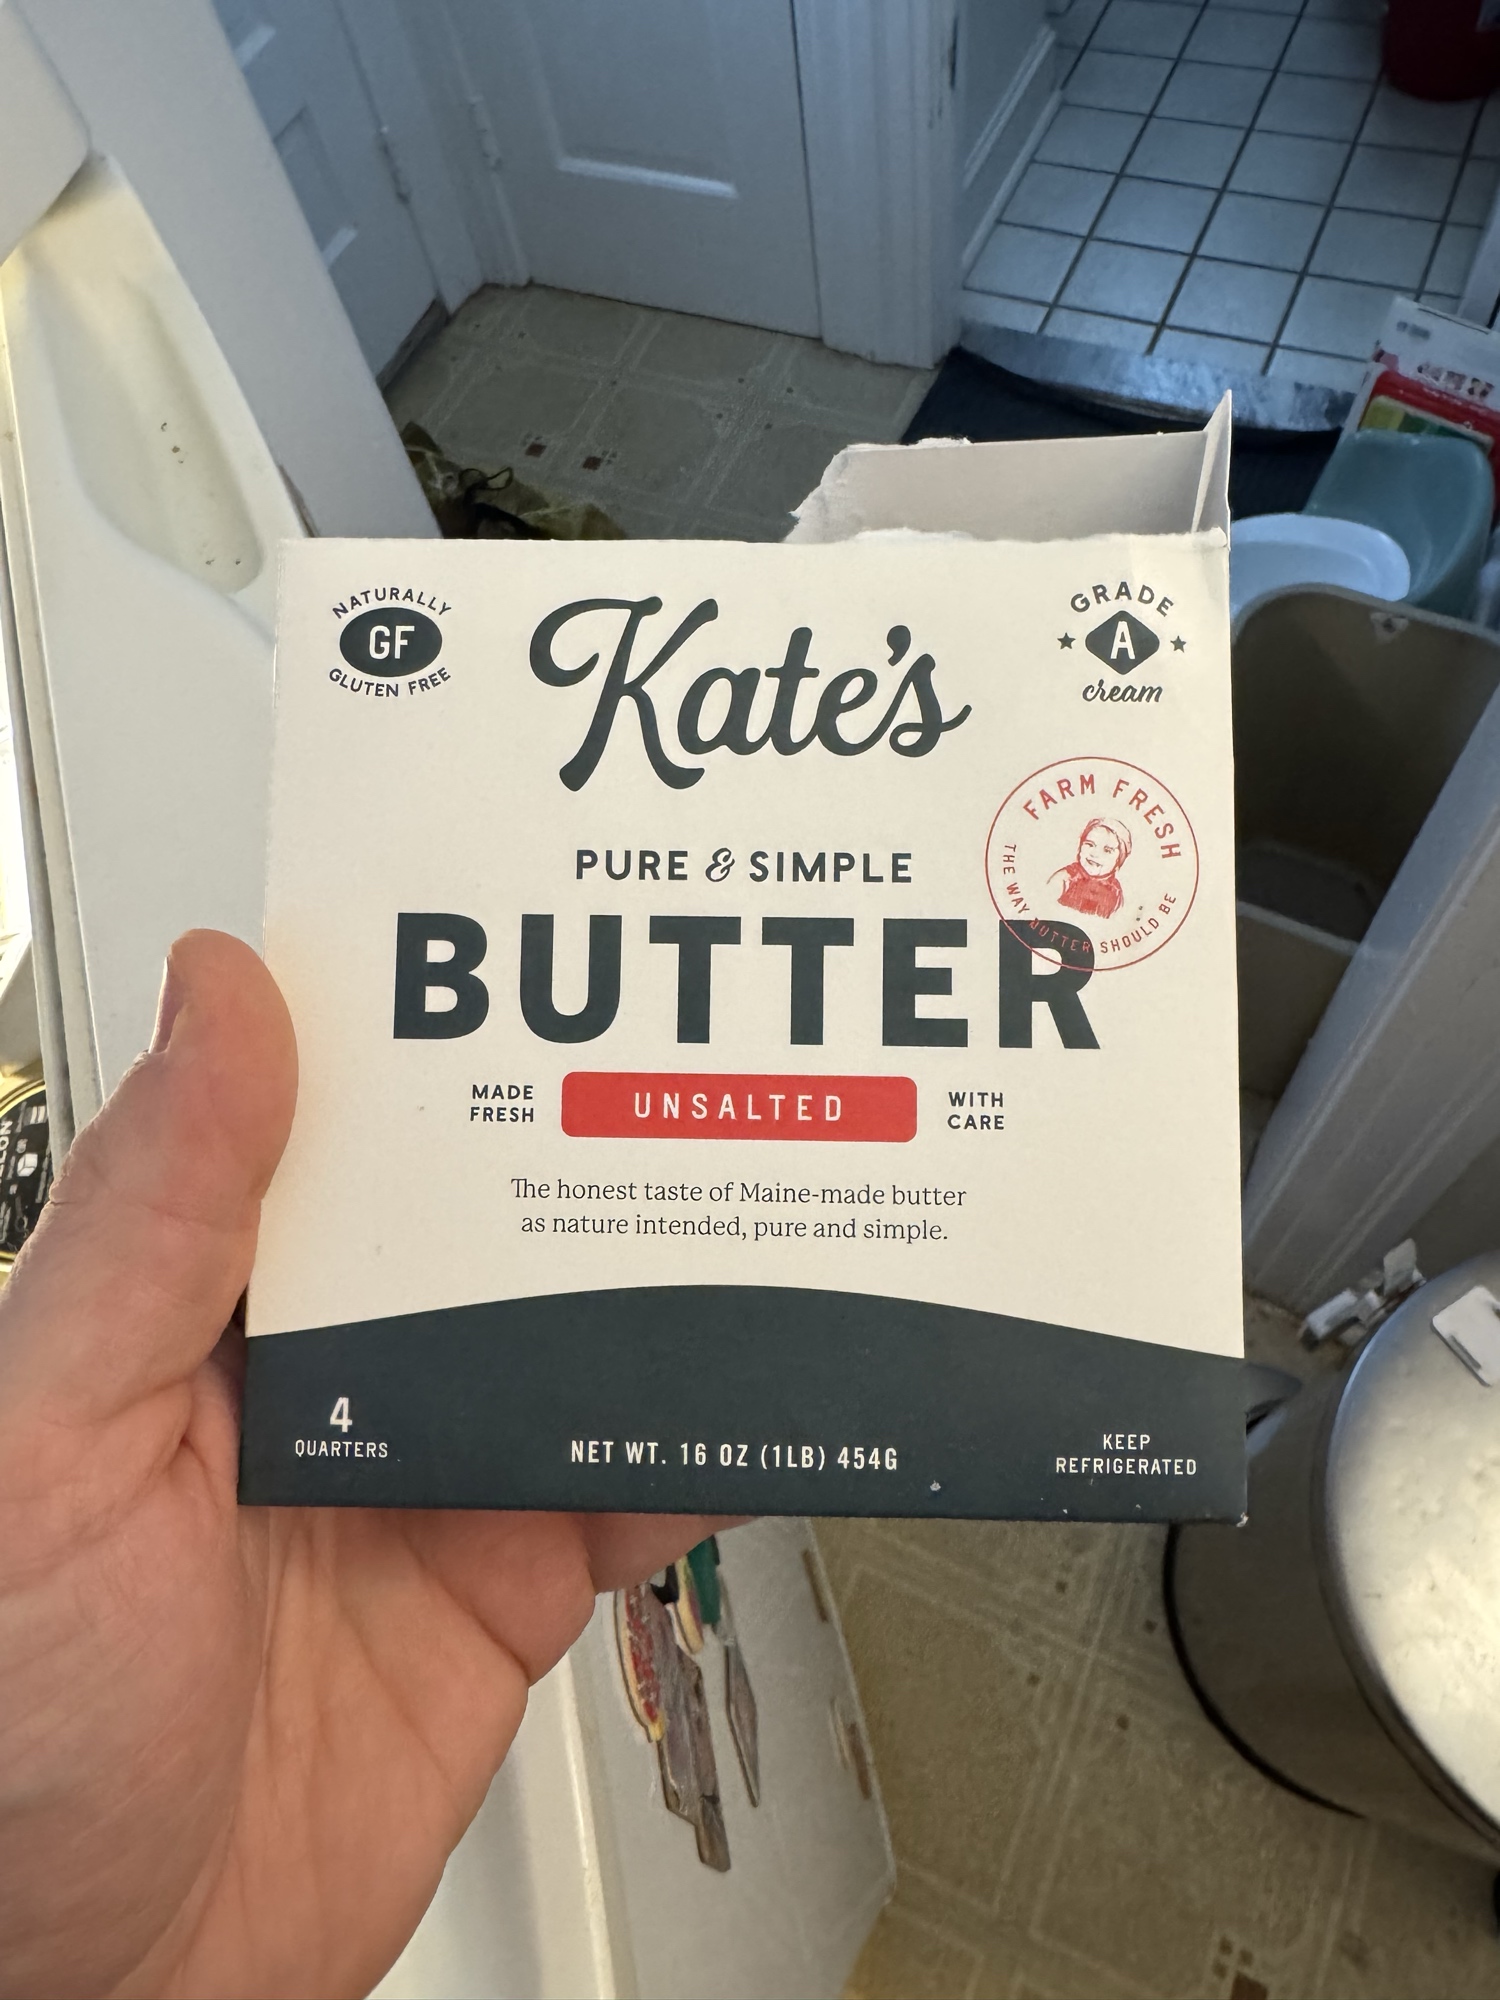 NATURALLY
GF
GLUTEN FREE
Kate's
GRADE
A
cream
FARM FRESH
THE WAY BUTTER SHOULD BE
PURE & SIMPLE
BUTTER
MADE
FRESH
UNSALTED
WITH
CARE
The honest taste of Maine-made butter
as nature intended, pure and simple.
4
QUARTERS
NET WT. 16 OZ (1LB) 454G
KEEP
REFRIGERATED